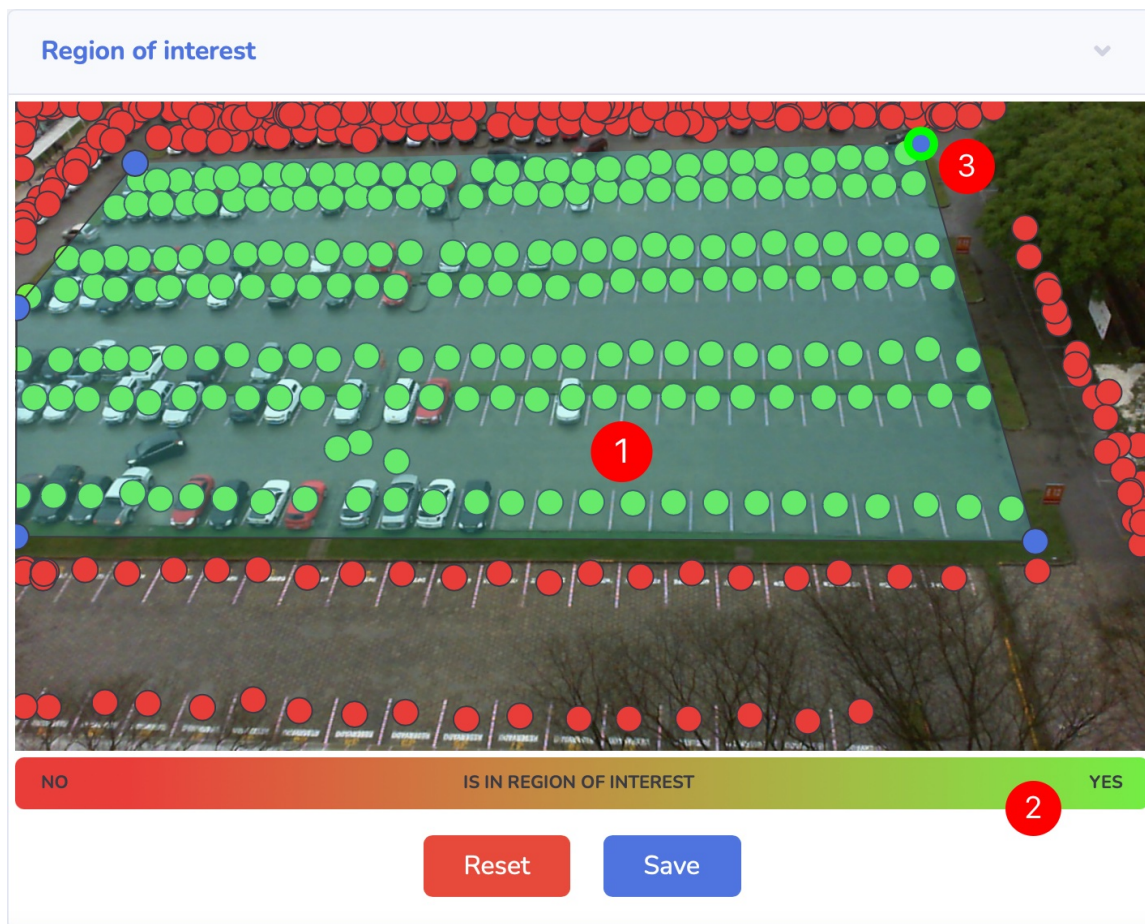 Region of interest
3
1
NO IS IN REGION OF INTEREST YES
2
Reset Save